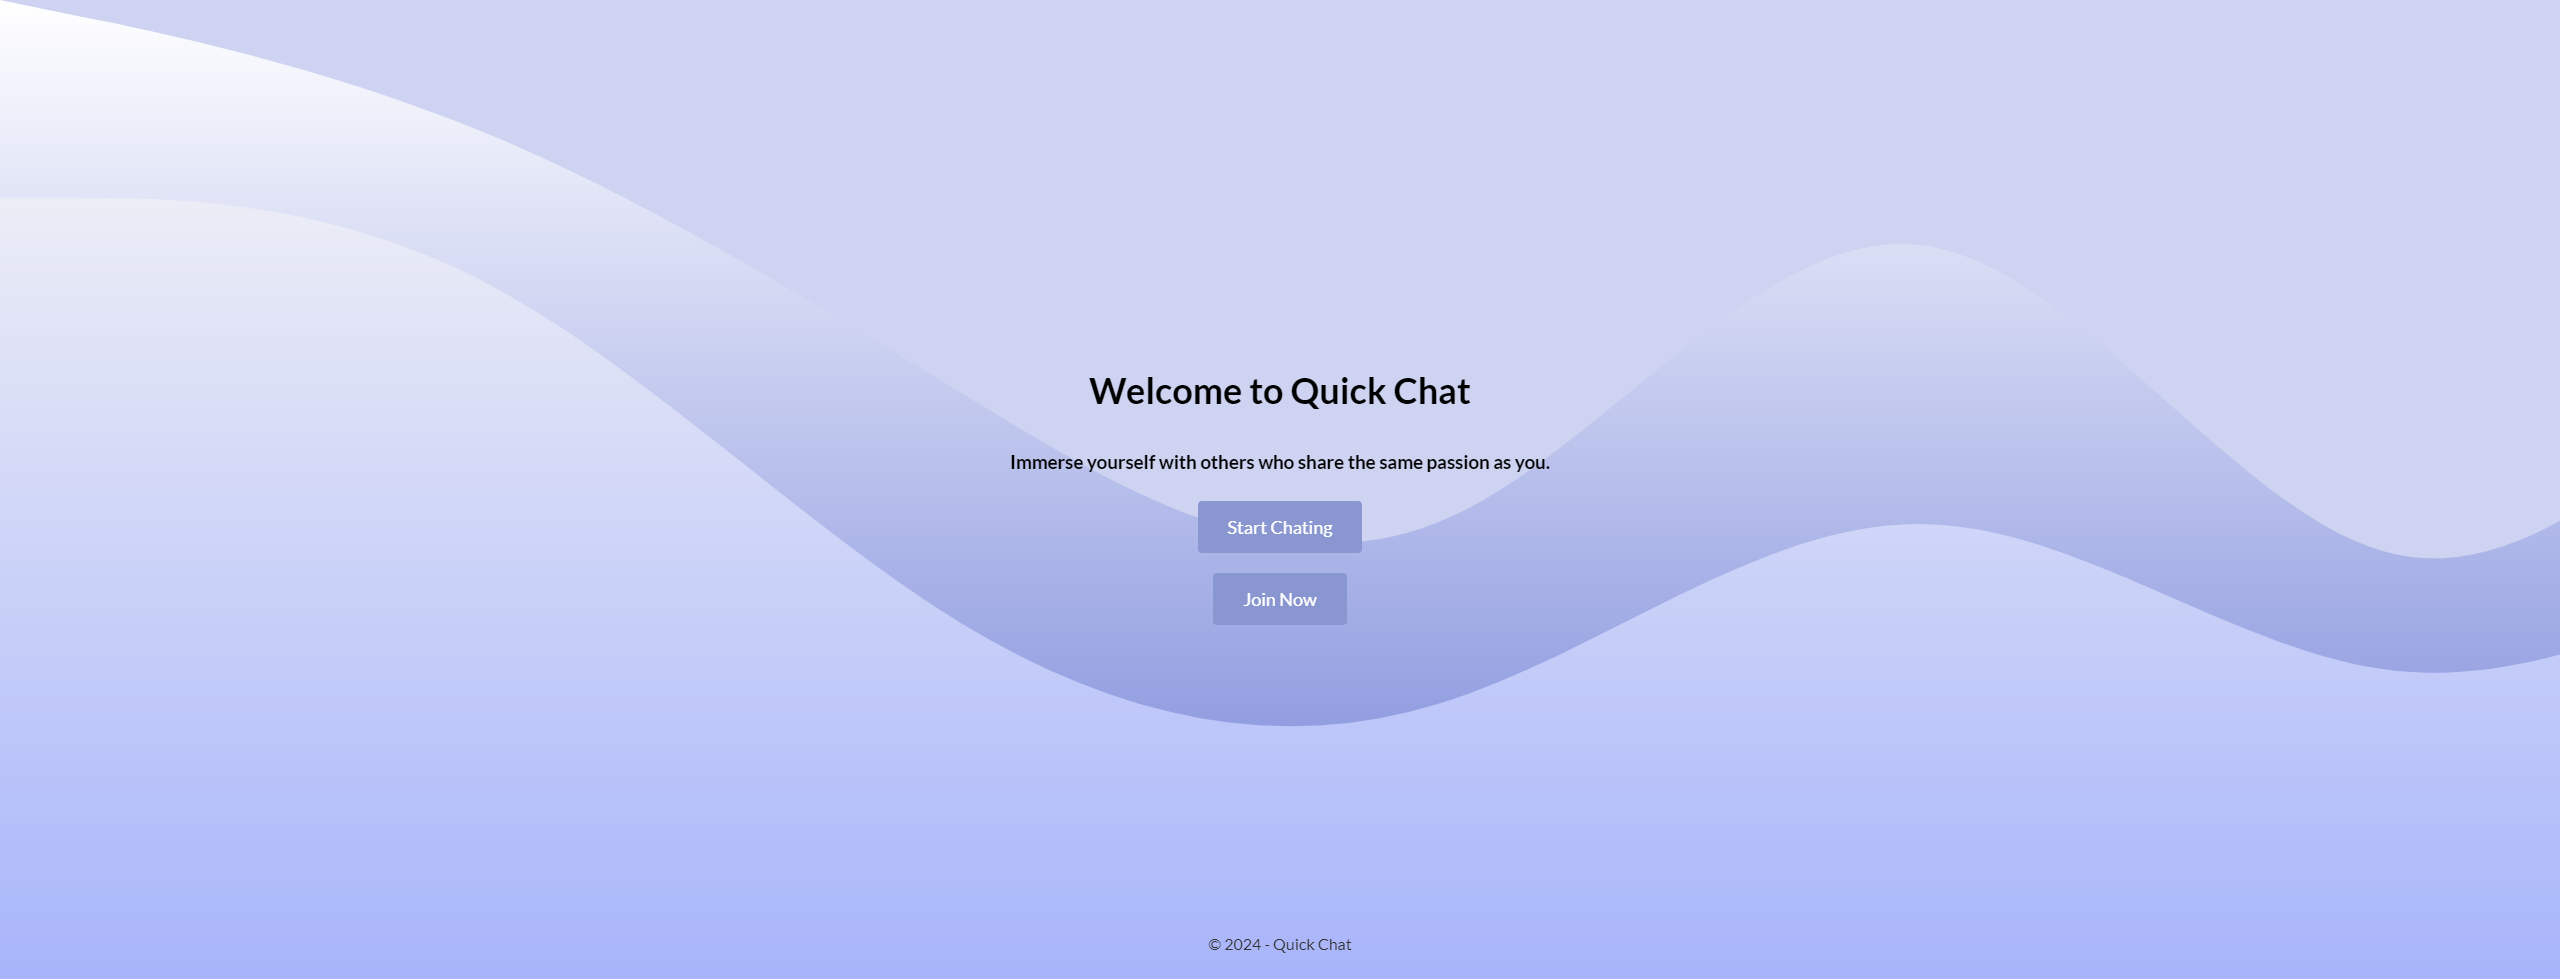 Welcome to Quick Chat
Immerse yourself with others who share the same passion as you.
Start Chating
Join Now
© 2024 - Quick Chat